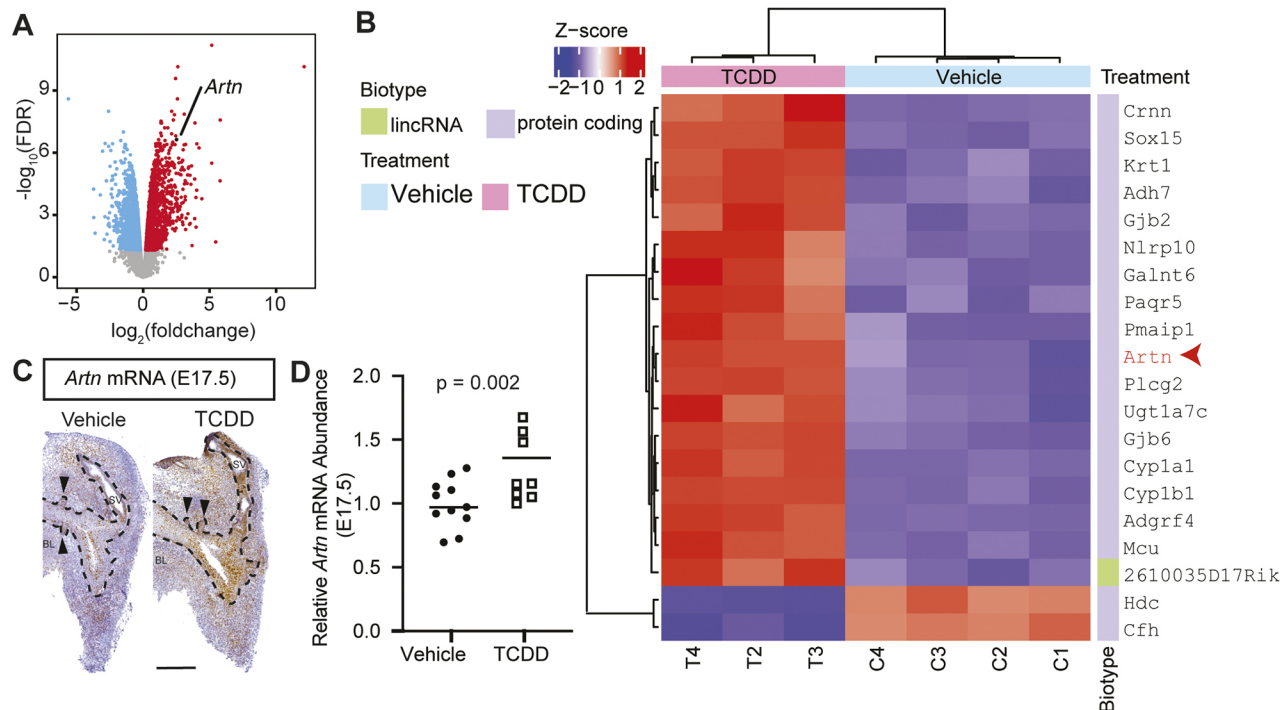 A
9
6
3
0
-log10(FDR)
Artn
−5
0
5
10
log2(foldchange)
B
Z−score
−2
−1
0
1
2
Biotype
lincRNA
protein coding
Treatment
Vehicle
TCDD
TCDD
Vehicle
Treatment
Crnn
Sox15
Krt1
Adh7
Gjb2
Nlrp10
Galnt6
Paqr5
Pmaip1
Artn
Plcg2
Ugt1a7c
Gjb6
Cyp1a1
Cyp1b1
Adgrf4
Mcu
2610035D17Rik
Hdc
Cfh
T4
T2
T3
C4
C3
C2
C1
Biotype
C
Artn mRNA (E17.5)
Vehicle
TCDD
SV
BL
SV
BL
D
Relative Artn mRNA Abundance
(E17.5)
2.0
1.5
1.0
0.5
0.0
p = 0.002
Vehicle
TCDD